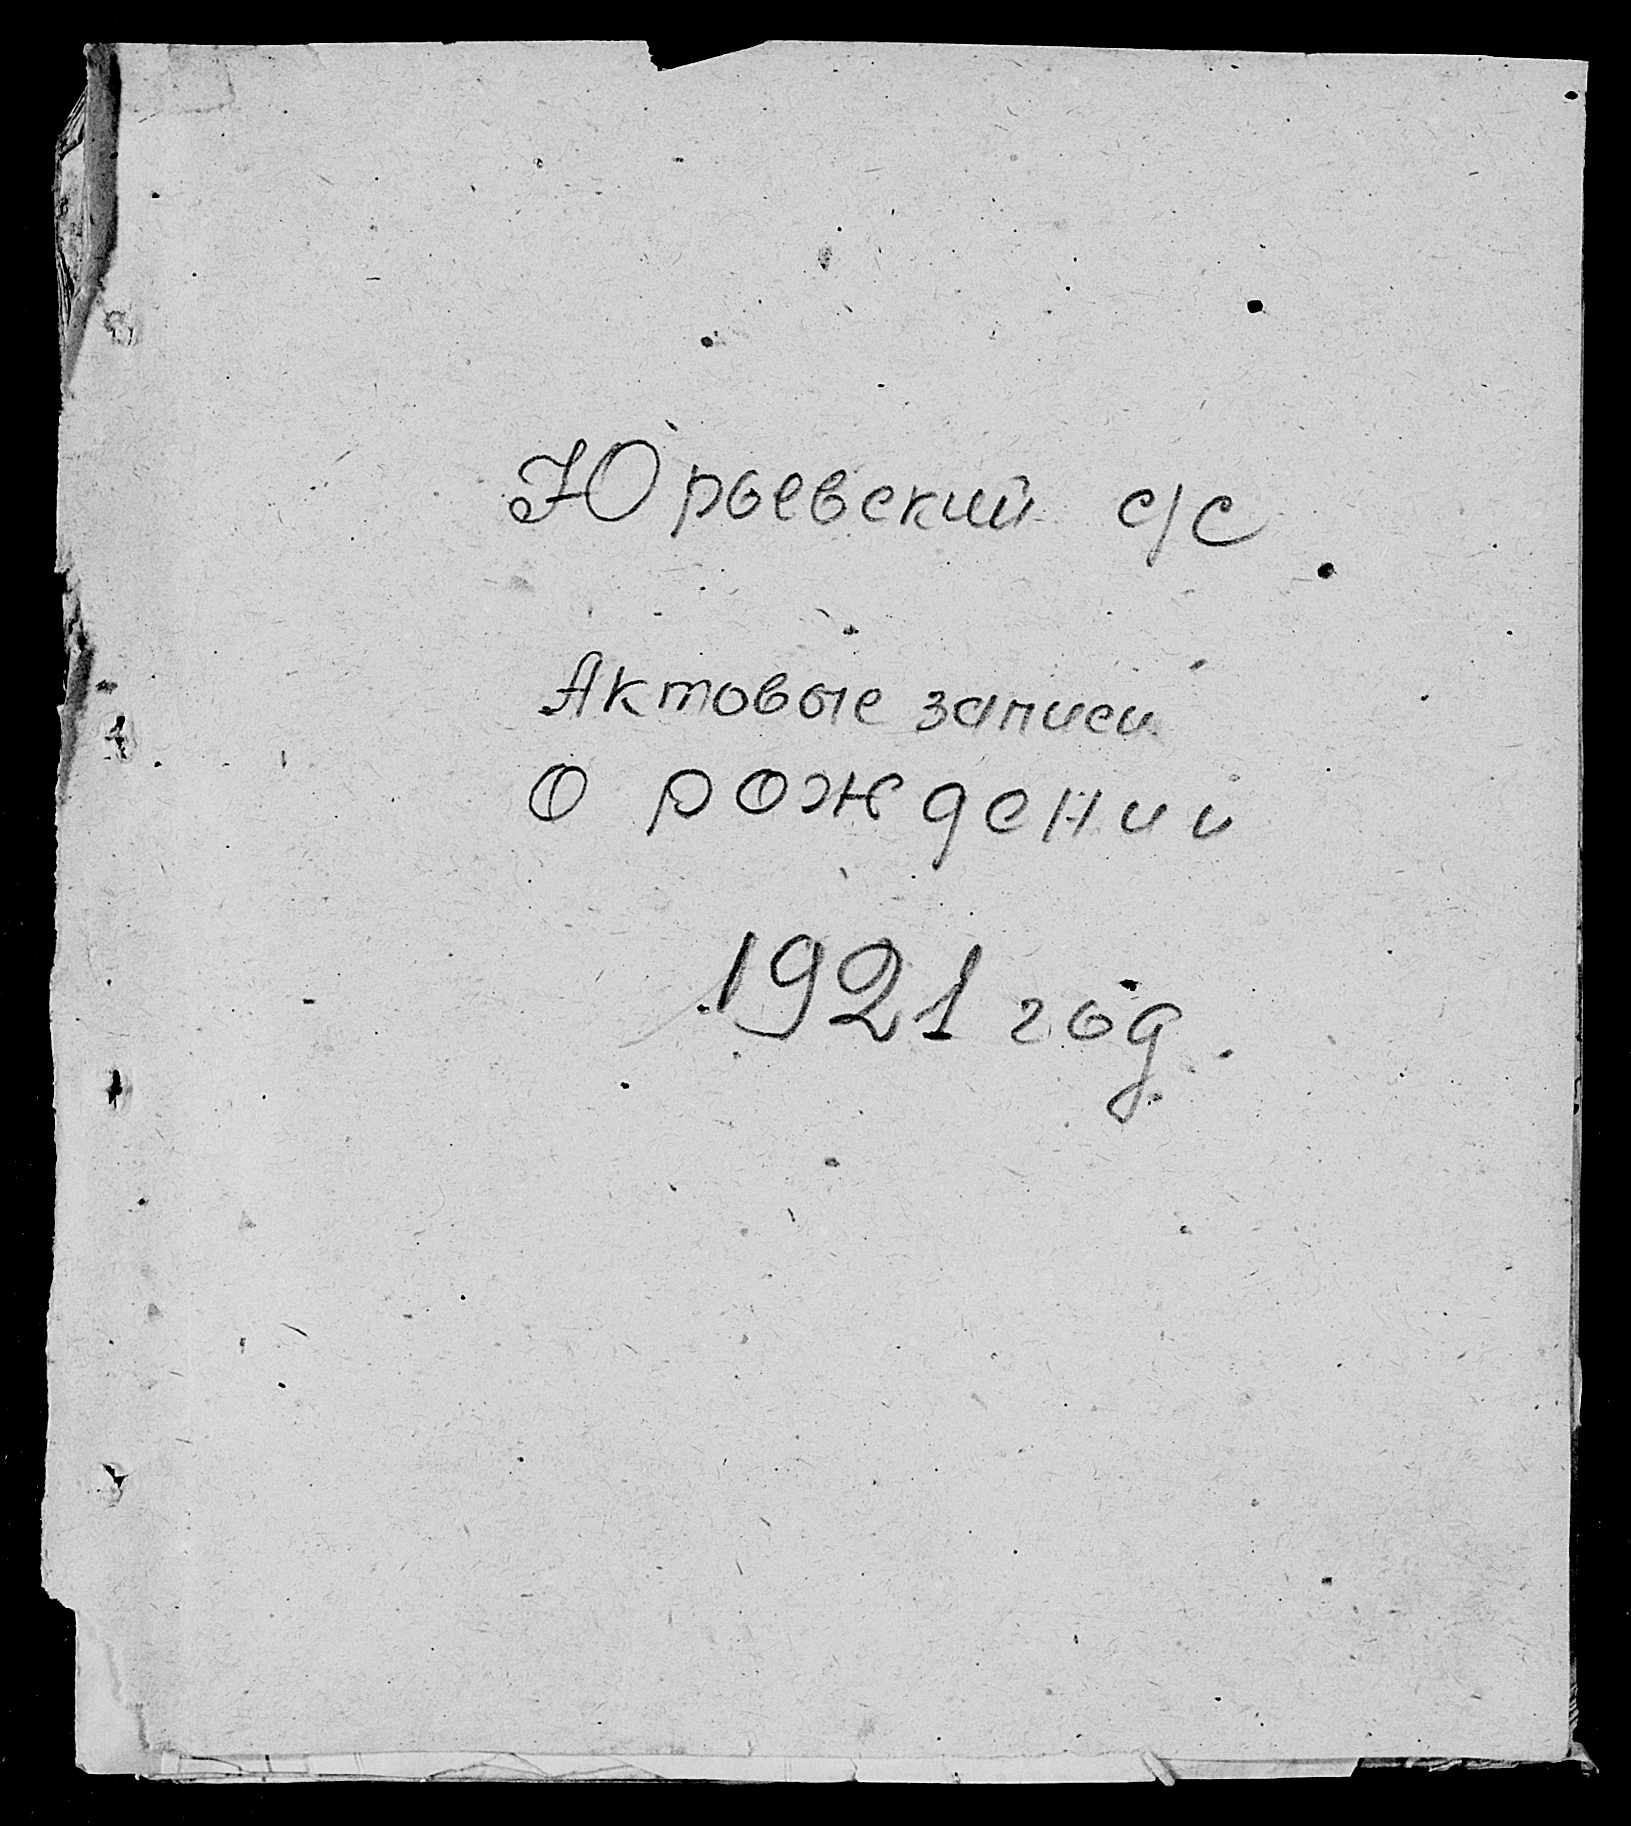 Юрьевский с/с
Актовые записи
о рождении
1921 год.